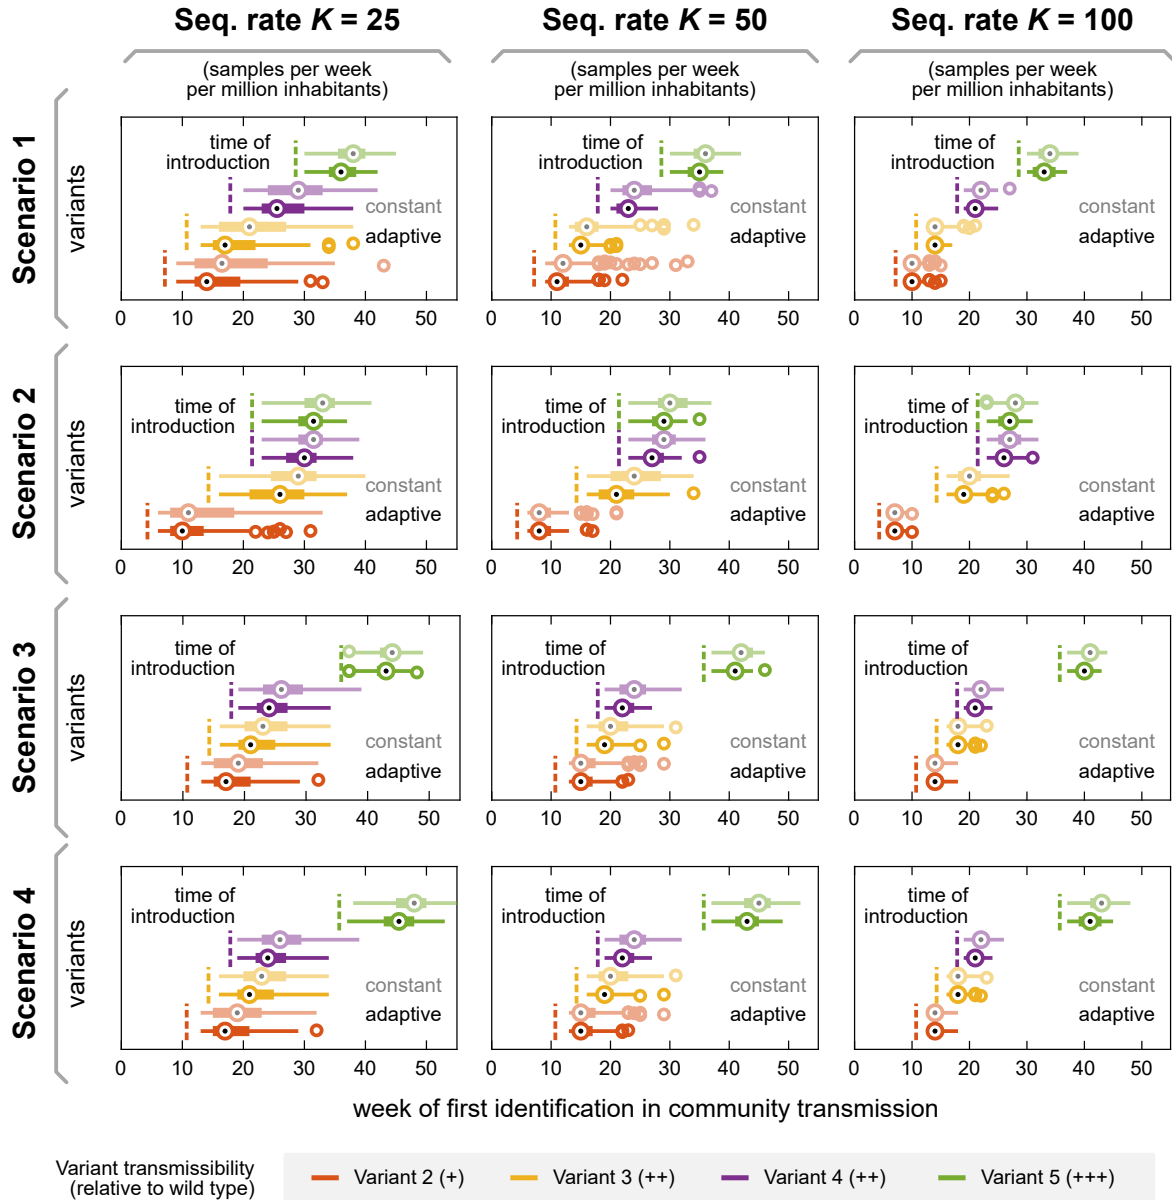 Seq. rate K = 25
Seq. rate K = 50
Seq. rate K = 100
(samples per week
per million inhabitants)
(samples per week
per million inhabitants)
(samples per week
per million inhabitants)
Scenario 1
variants
time of
introduction
constant
adaptive
0 10 20 30 40 50
time of
introduction
constant
adaptive
0 10 20 30 40 50
time of
introduction
constant
adaptive
0 10 20 30 40 50
Scenario 2
variants
time of
introduction
constant
adaptive
0 10 20 30 40 50
time of
introduction
constant
adaptive
0 10 20 30 40 50
time of
introduction
constant
adaptive
0 10 20 30 40 50
Scenario 3
variants
time of
introduction
constant
adaptive
0 10 20 30 40 50
time of
introduction
constant
adaptive
0 10 20 30 40 50
time of
introduction
constant
adaptive
0 10 20 30 40 50
Scenario 4
variants
time of
introduction
constant
adaptive
0 10 20 30 40 50
time of
introduction
constant
adaptive
0 10 20 30 40 50
time of
introduction
constant
adaptive
0 10 20 30 40 50
week of first identification in community transmission
Variant transmissibility
(relative to wild type)
Variant 2 (+)
Variant 3 (++)
Variant 4 (++)
Variant 5 (+++)